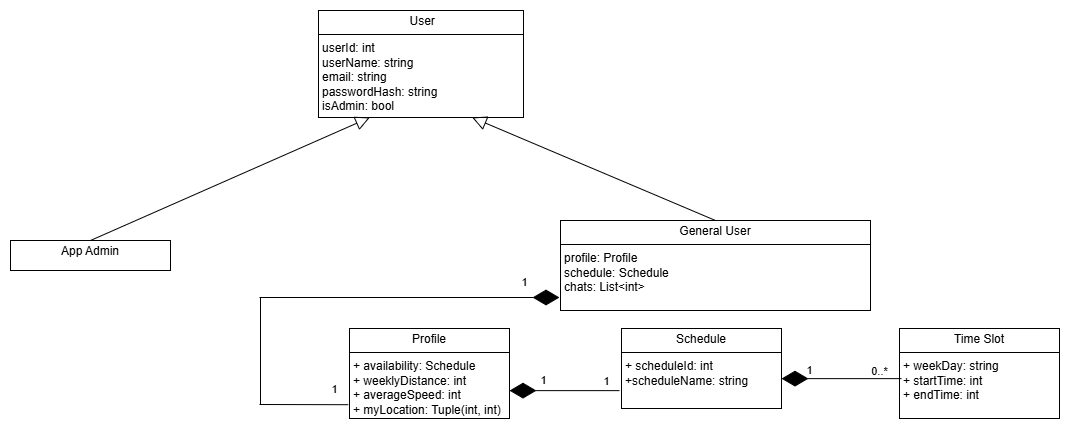 User
userId: int
userName: string
email: string
passwordHash: string
isAdmin: bool
App Admin
General User
profile: Profile
schedule: Schedule
chats: List<int>
1
Profile
+ availability: Schedule
+ weeklyDistance: int
+ averageSpeed: int
+ myLocation: Tuple(int, int)
1
1
1
Schedule
+ scheduleId: int
+scheduleName: string
1
0..*
Time Slot
+ weekDay: string
+ startTime: int
+ endTime: int